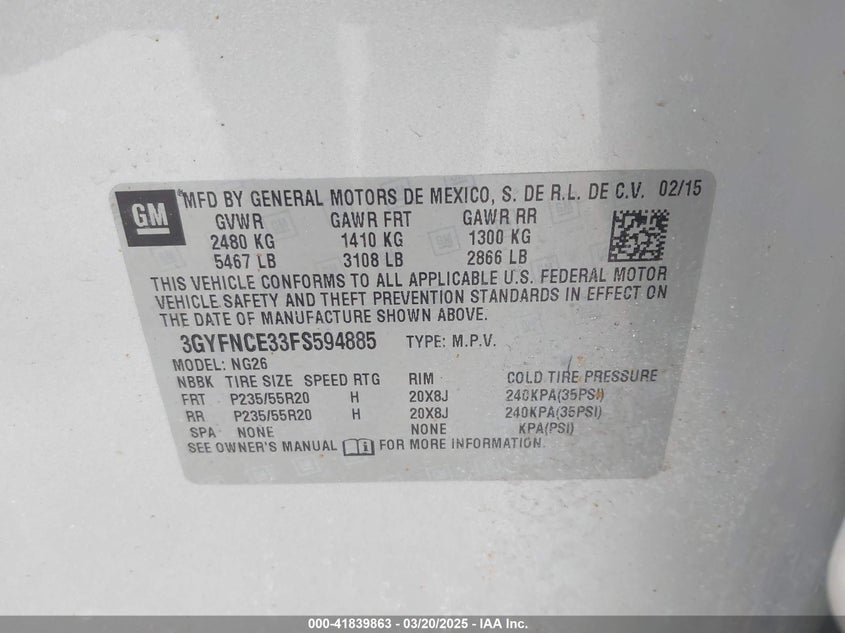 GM
MFD BY GENERAL MOTORS DE MEXICO, S. DE R.L. DE C.V. 02/15
GVWR GAWR FRT GAWR RR
2480 KG 1410 KG 1300 KG
5467 LB 3108 LB 2866 LB
THIS VEHICLE CONFORMS TO ALL APPLICABLE U.S. FEDERAL MOTOR
VEHICLE SAFETY AND THEFT PREVENTION STANDARDS IN EFFECT ON
THE DATE OF MANUFACTURE SHOWN ABOVE.
3GYFNCE33FS594885 TYPE: M.P.V.
MODEL: NG26
NBBK TIRE SIZE SPEED RTG RIM COLD TIRE PRESSURE
FRT P235/55R20 H 20X8J 240KPA(35PSI)
RR P235/55R20 H 20X8J 240KPA(35PSI)
SPA NONE NONE KPA(PSI)
SEE OWNER'S MANUAL FOR MORE INFORMATION.
000-41839863 - 03/20/2025 - IAA Inc.